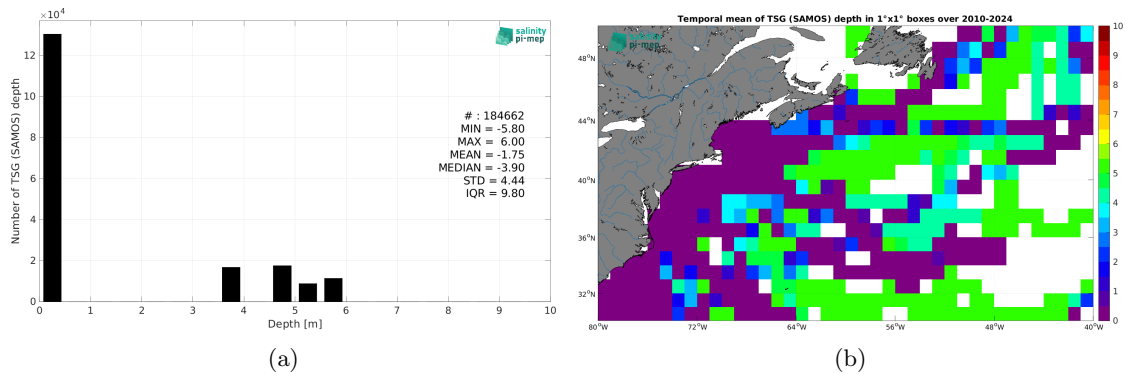 ×10⁴
salinity
pi-mep
12
10
8
6
4
2
0
Number of TSG (SAMOS) depth
# : 184662
MIN = -5.80
MAX = 6.00
MEAN = -1.75
MEDIAN = -3.90
STD = 4.44
IQR = 9.80
0 1 2 3 4 5 6 7 8 9 10
Depth [m]
(a)
Temporal mean of TSG (SAMOS) depth in 1°x1° boxes over 2010-2024
salinity
pi-mep
48°N
44°N
40°N
36°N
32°N
80°W 72°W 64°W 56°W 48°W 40°W
10
9
8
7
6
5
4
3
2
1
0
(b)